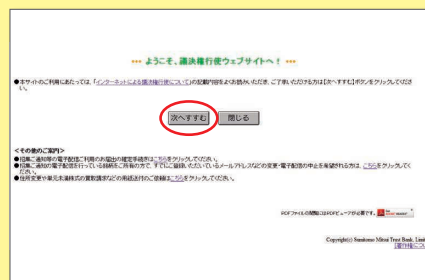 ••• ようこそ、議決権行使ウェブサイトへ！ •••
●本サイトのご利用にあたっては、「インターネットによる議決権行使について」の記載内容をよくお読みいただき、ご了承いただける方は【次へすすむ】ボタンをクリックしてくださ
い。
次へすすむ 閉じる
＜その他のご案内＞
●招集ご通知等の電子配信ご利用のお届出の確定手続きはこちらをクリックしてください。
●招集ご通知の電子配信を行っている銘柄をご所有の方で、すでにご登録いただいているメールアドレスなどの変更・電子配信の中止を希望される方は、こちらをクリックしてく
ださい。
●住所変更や単元未満株式の買取請求などの用紙送付のご依頼はこちらをクリックしてください。
PDFファイルの閲覧にはPDFビューアが必要です。
Copyright(c) Sumitomo Mitsui Trust Bank, Limi
[著作権につ